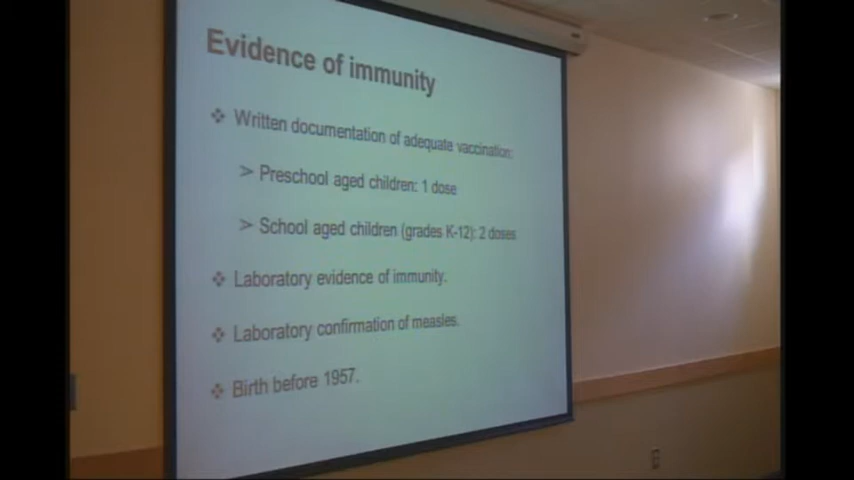 Evidence of immunity
❖ Written documentation of adequate vaccination:
➢ Preschool aged children: 1 dose
➢ School aged children (grades K-12): 2 doses
❖ Laboratory evidence of immunity.
❖ Laboratory confirmation of measles.
❖ Birth before 1957.